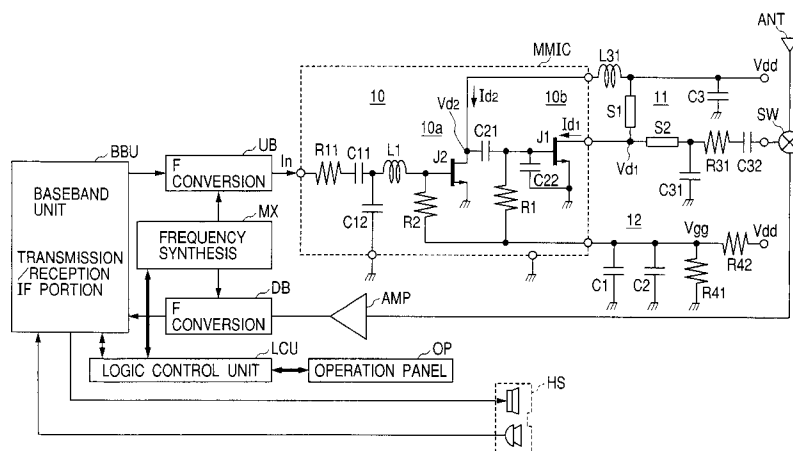 ANT
MMIC
L31
Vdd
10
10b
11
Id2
C3
SW
Vd2
10a
S1
BBU
UB
In
R11
C11
L1
C21
J1
Id1
S2
J2
BASEBAND
UNIT
F
CONVERSION
Vd1
R31
C32
C22
C31
MX
C12
R2
R1
FREQUENCY
SYNTHESIS
12
Vgg
Vdd
TRANSMISSION
/RECEPTION
IF PORTION
R42
DB
AMP
C1
C2
R41
F
CONVERSION
LCU
OP
LOGIC CONTROL UNIT
OPERATION PANEL
HS